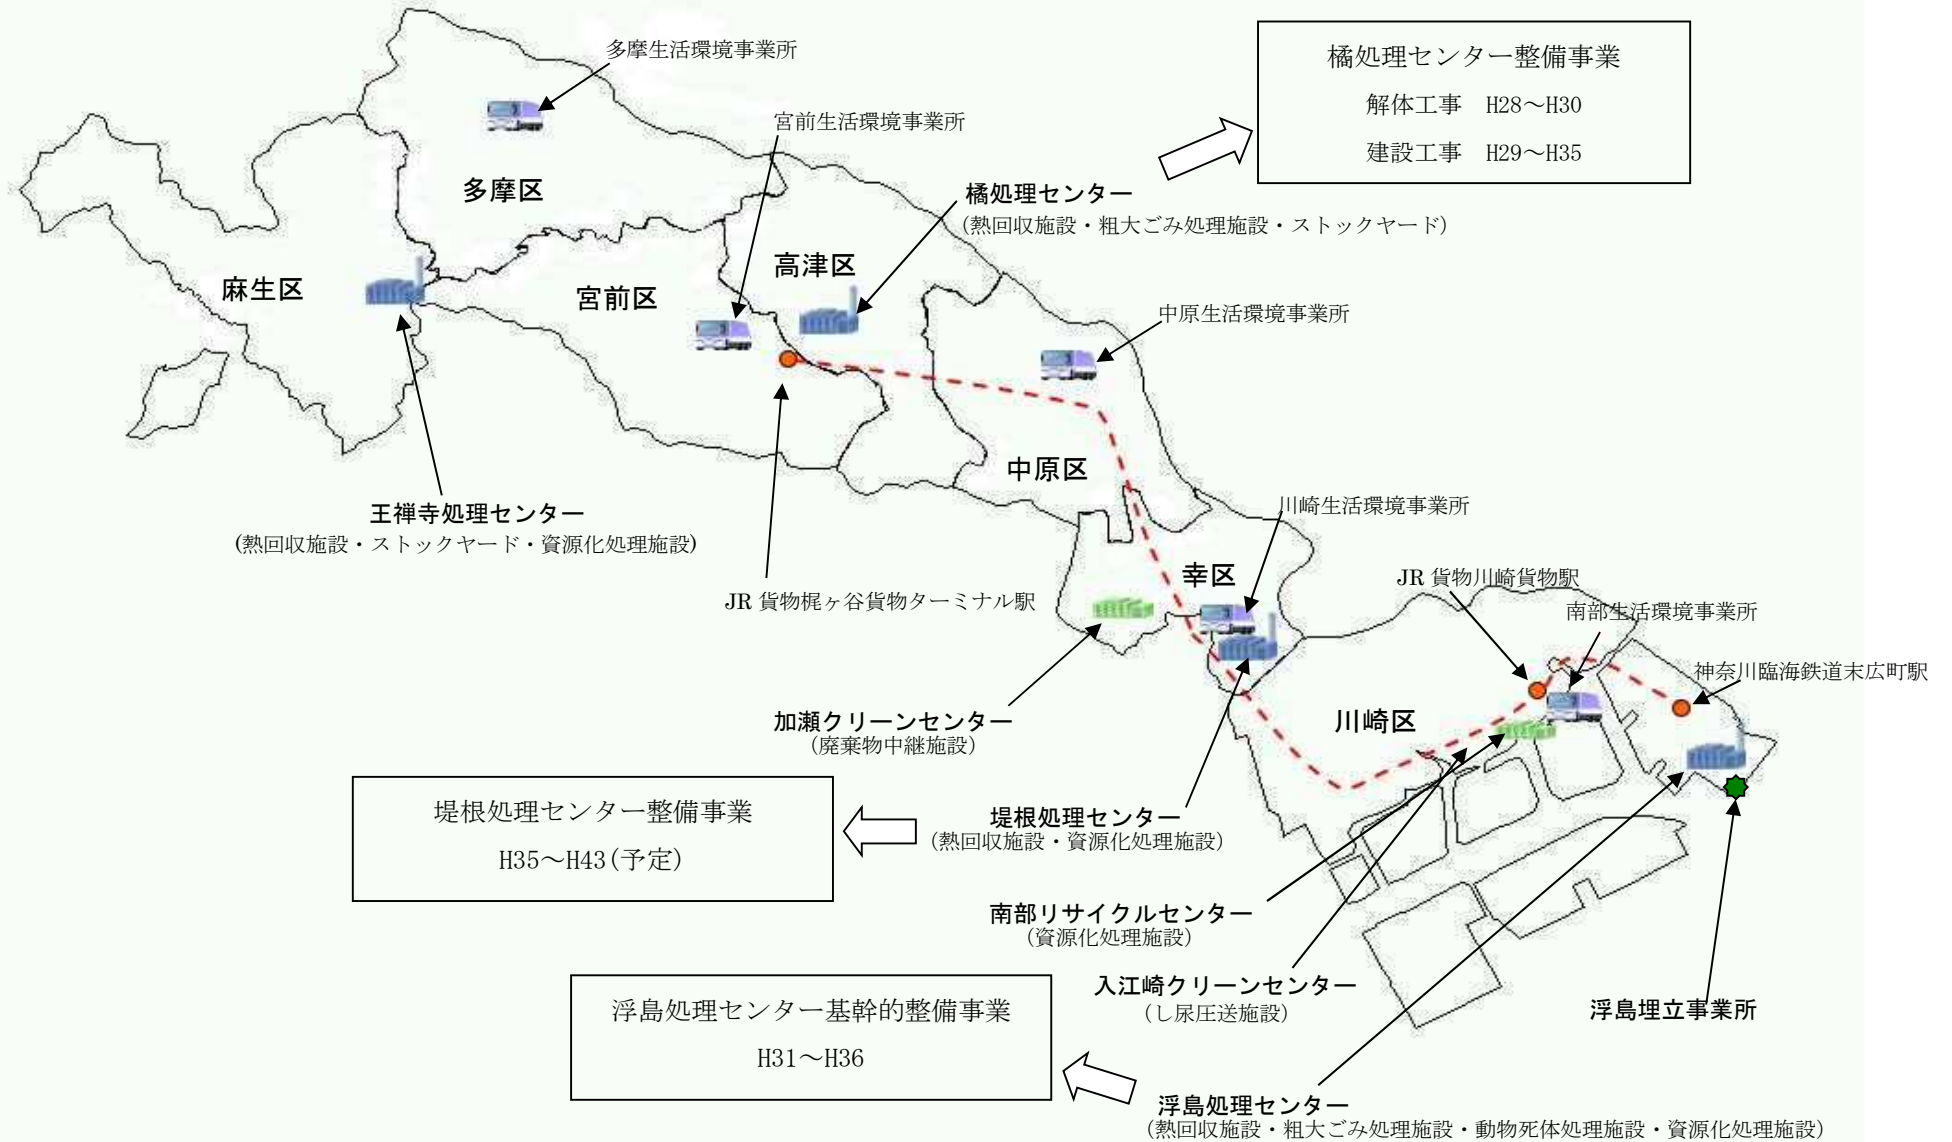 多摩生活環境事業所
宮前生活環境事業所
橘処理センター整備事業
解体工事　H28～H30
建設工事　H29～H35
多摩区
橘処理センター
(熱回収施設・粗大ごみ処理施設・ストックヤード)
高津区
麻生区
宮前区
中原生活環境事業所
中原区
王禅寺処理センター
(熱回収施設・ストックヤード・資源化処理施設)
川崎生活環境事業所
幸区
JR 貨物梶ヶ谷貨物ターミナル駅
JR 貨物川崎貨物駅
南部生活環境事業所
神奈川臨海鉄道末広町駅
加瀬クリーンセンター
(廃棄物中継施設)
川崎区
堤根処理センター整備事業
H35～H43(予定)
堤根処理センター
(熱回収施設・資源化処理施設)
南部リサイクルセンター
(資源化処理施設)
入江崎クリーンセンター
(し尿圧送施設)
浮島埋立事業所
浮島処理センター基幹的整備事業
H31～H36
浮島処理センター
(熱回収施設・粗大ごみ処理施設・動物死体処理施設・資源化処理施設)